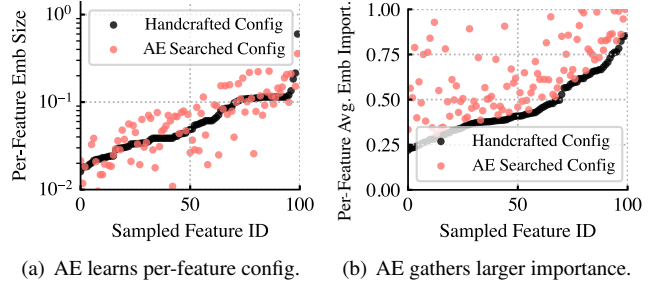 Per-Feature Emb Size
10⁰
10⁻¹
10⁻²
Handcrafted Config
AE Searched Config
0
50
100
Sampled Feature ID
(a) AE learns per-feature config.
Per-Feature Avg. Emb Import.
1.00
0.75
0.50
0.25
0.00
Handcrafted Config
AE Searched Config
0
50
100
Sampled Feature ID
(b) AE gathers larger importance.